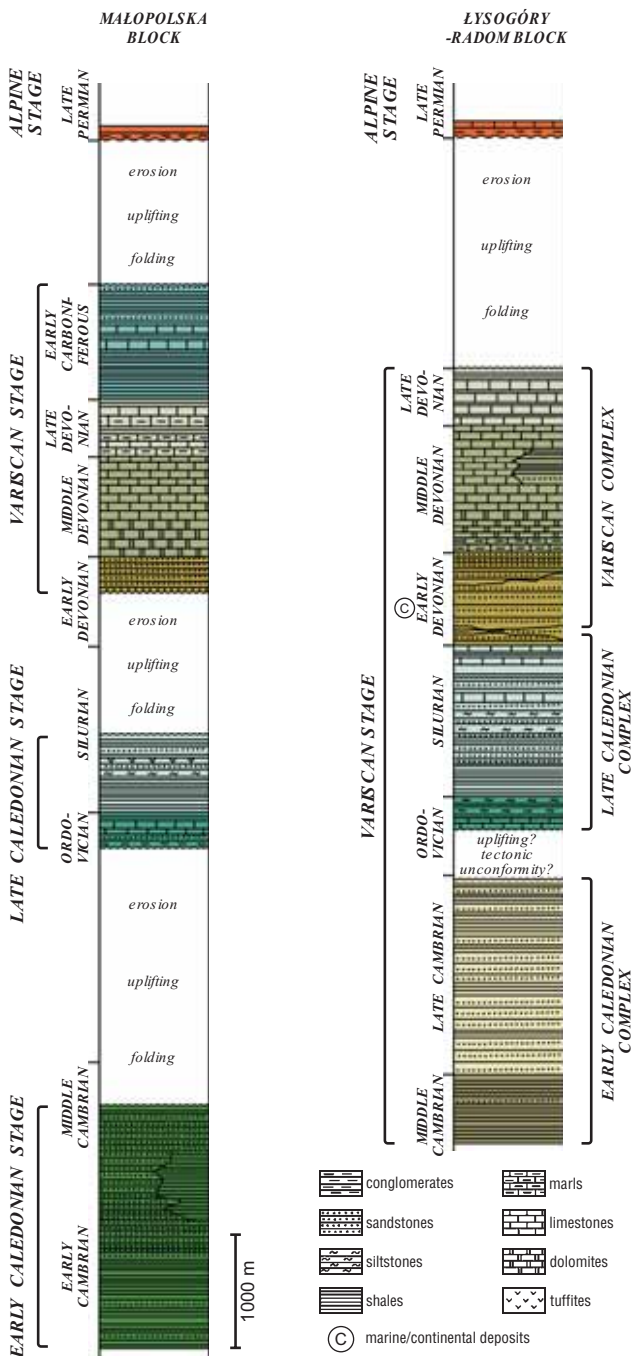 MAŁOPOLSKA
BLOCK
ALPINE
STAGE
LATE
PERMIAN
erosion
uplifting
folding
VARISCAN STAGE
EARLY
CARBONI-
FEROUS
LATE
DEVO-
NIAN
MIDDLE
DEVONIAN
EARLY
DEVONIAN
erosion
uplifting
folding
LATE CALEDONIAN STAGE
SILURIAN
ORDO-
VICIAN
erosion
uplifting
folding
EARLY CALEDONIAN STAGE
MIDDLE
CAMBRIAN
EARLY
CAMBRIAN
1000 m
ŁYSOGÓRY
-RADOM BLOCK
ALPINE
STAGE
LATE
PERMIAN
erosion
uplifting
folding
VARISCAN STAGE
LATE
DEVO-
NIAN
MIDDLE
DEVONIAN
C
EARLY
DEVONIAN
SILURIAN
ORDO-
VICIAN
uplifting?
tectonic
unconformity?
LATE CAMBRIAN
MIDDLE
CAMBRIAN
VARISCAN COMPLEX
LATE CALEDONIAN
COMPLEX
EARLY CALEDONIAN
COMPLEX
conglomerates
sandstones
siltstones
shales
marls
limestones
dolomites
tuffites
C marine/continental deposits